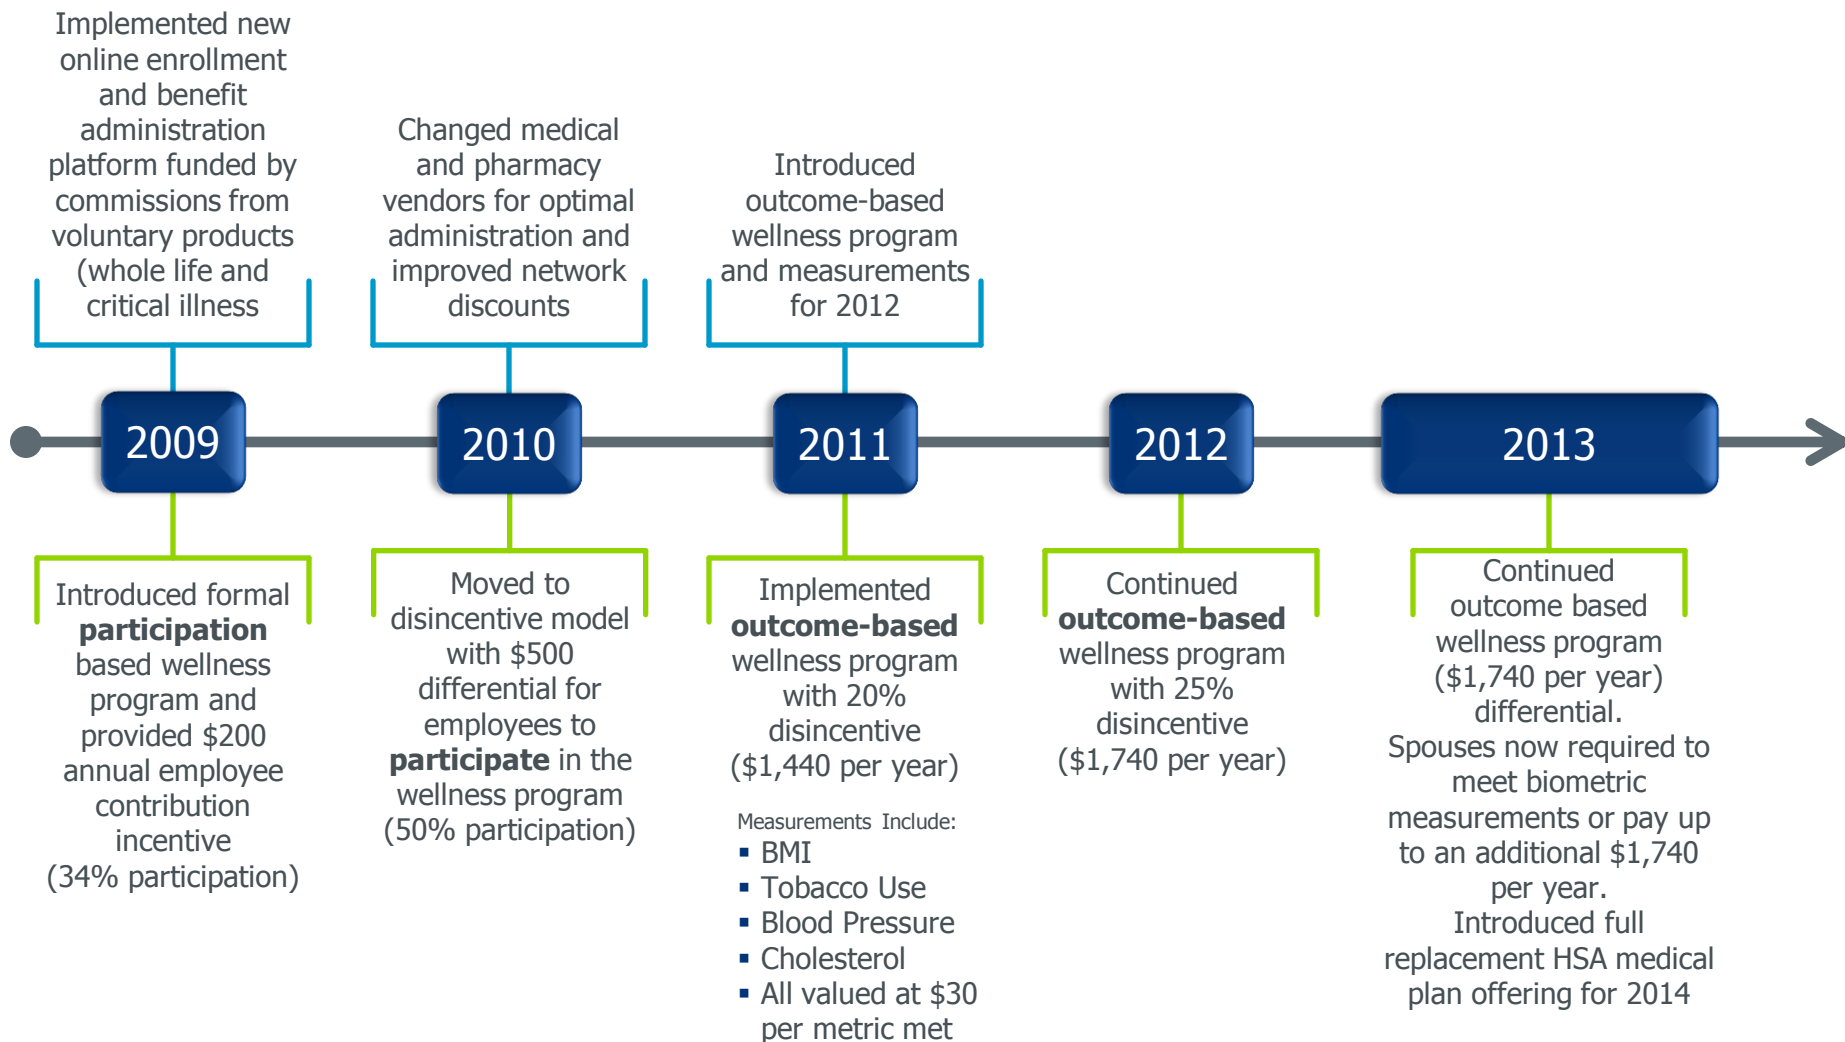 Implemented new
online enrollment
and benefit
administration
platform funded by
commissions from
voluntary products
(whole life and
critical illness
Changed medical
and pharmacy
vendors for optimal
administration and
improved network
discounts
Introduced
outcome-based
wellness program
and measurements
for 2012
2009
2010
2011
2012
2013
Introduced formal
participation
based wellness
program and
provided $200
annual employee
contribution
incentive
(34% participation)
Moved to
disincentive model
with $500
differential for
employees to
participate in the
wellness program
(50% participation)
Implemented
outcome-based
wellness program
with 20%
disincentive
($1,440 per year)
Measurements Include:
▪ BMI
▪ Tobacco Use
▪ Blood Pressure
▪ Cholesterol
▪ All valued at $30
per metric met
Continued
outcome-based
wellness program
with 25%
disincentive
($1,740 per year)
Continued
outcome based
wellness program
($1,740 per year)
differential.
Spouses now required to
meet biometric
measurements or pay up
to an additional $1,740
per year.
Introduced full
replacement HSA medical
plan offering for 2014